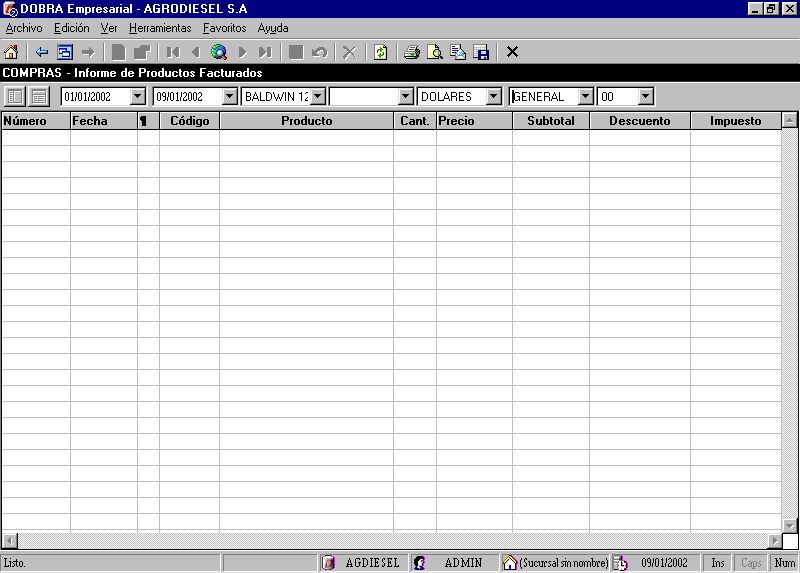 DOBRA Empresarial - AGRODIESEL S.A
Archivo Edición Ver Herramientas Favoritos Ayuda
COMPRAS - Informe de Productos Facturados
01/01/2002 09/01/2002 BALDWIN 12 DOLARES GENERAL 00
Número Fecha ¶ Código Producto Cant. Precio Subtotal Descuento Impuesto
Listo. AGDIESEL ADMIN (Sucursal sin nombre) 09/01/2002 Ins Caps Num